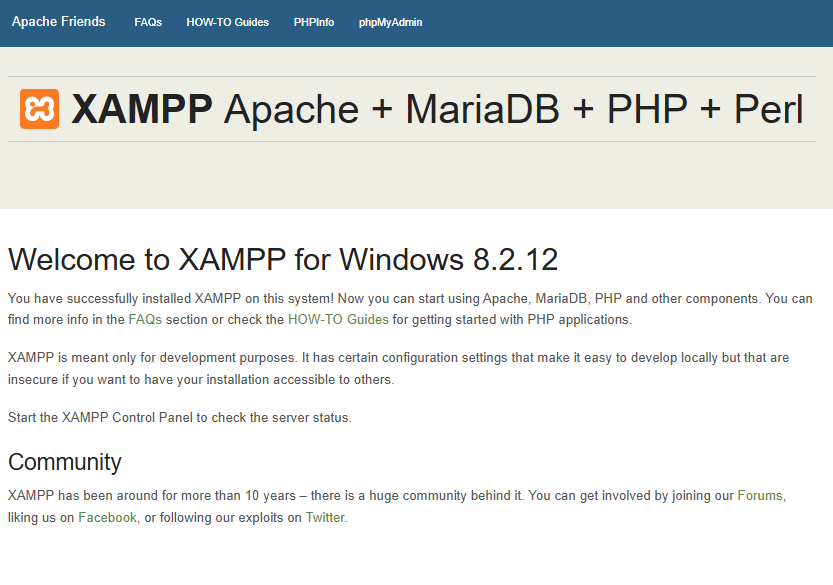 Apache Friends FAQs HOW-TO Guides PHPInfo phpMyAdmin
XAMPP Apache + MariaDB + PHP + Perl
Welcome to XAMPP for Windows 8.2.12
You have successfully installed XAMPP on this system! Now you can start using Apache, MariaDB, PHP and other components. You can
find more info in the FAQs section or check the HOW-TO Guides for getting started with PHP applications.
XAMPP is meant only for development purposes. It has certain configuration settings that make it easy to develop locally but that are
insecure if you want to have your installation accessible to others.
Start the XAMPP Control Panel to check the server status.
Community
XAMPP has been around for more than 10 years – there is a huge community behind it. You can get involved by joining our Forums,
liking us on Facebook, or following our exploits on Twitter.